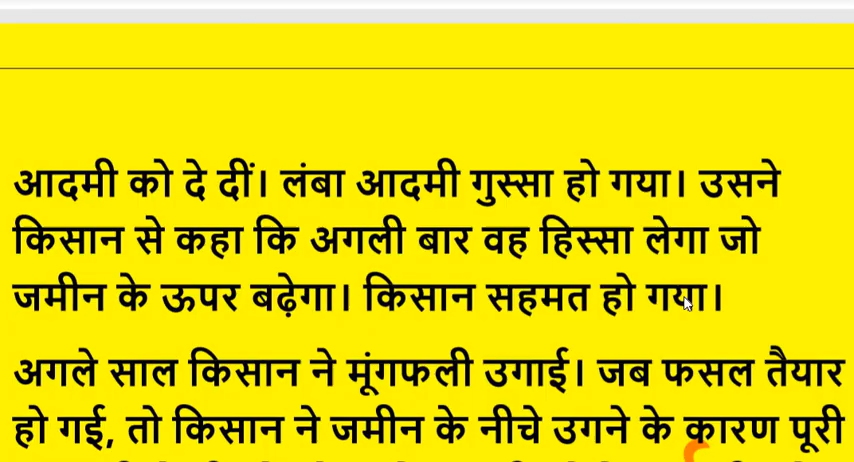 आदमी को दे दीं। लंबा आदमी गुस्सा हो गया। उसने
किसान से कहा कि अगली बार वह हिस्सा लेगा जो
जमीन के ऊपर बढ़ेगा। किसान सहमत हो गया।
अगले साल किसान ने मूंगफली उगाई। जब फसल तैयार
हो गई, तो किसान ने जमीन के नीचे उगने के कारण पूरी